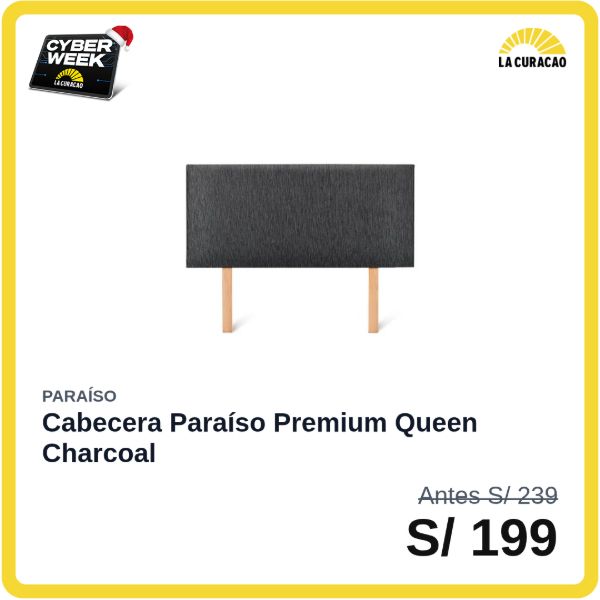 CYBER
WEEK
LA CURACAO
LA CURACAO
PARAÍSO
Cabecera Paraíso Premium Queen
Charcoal
Antes S/ 239
S/ 199